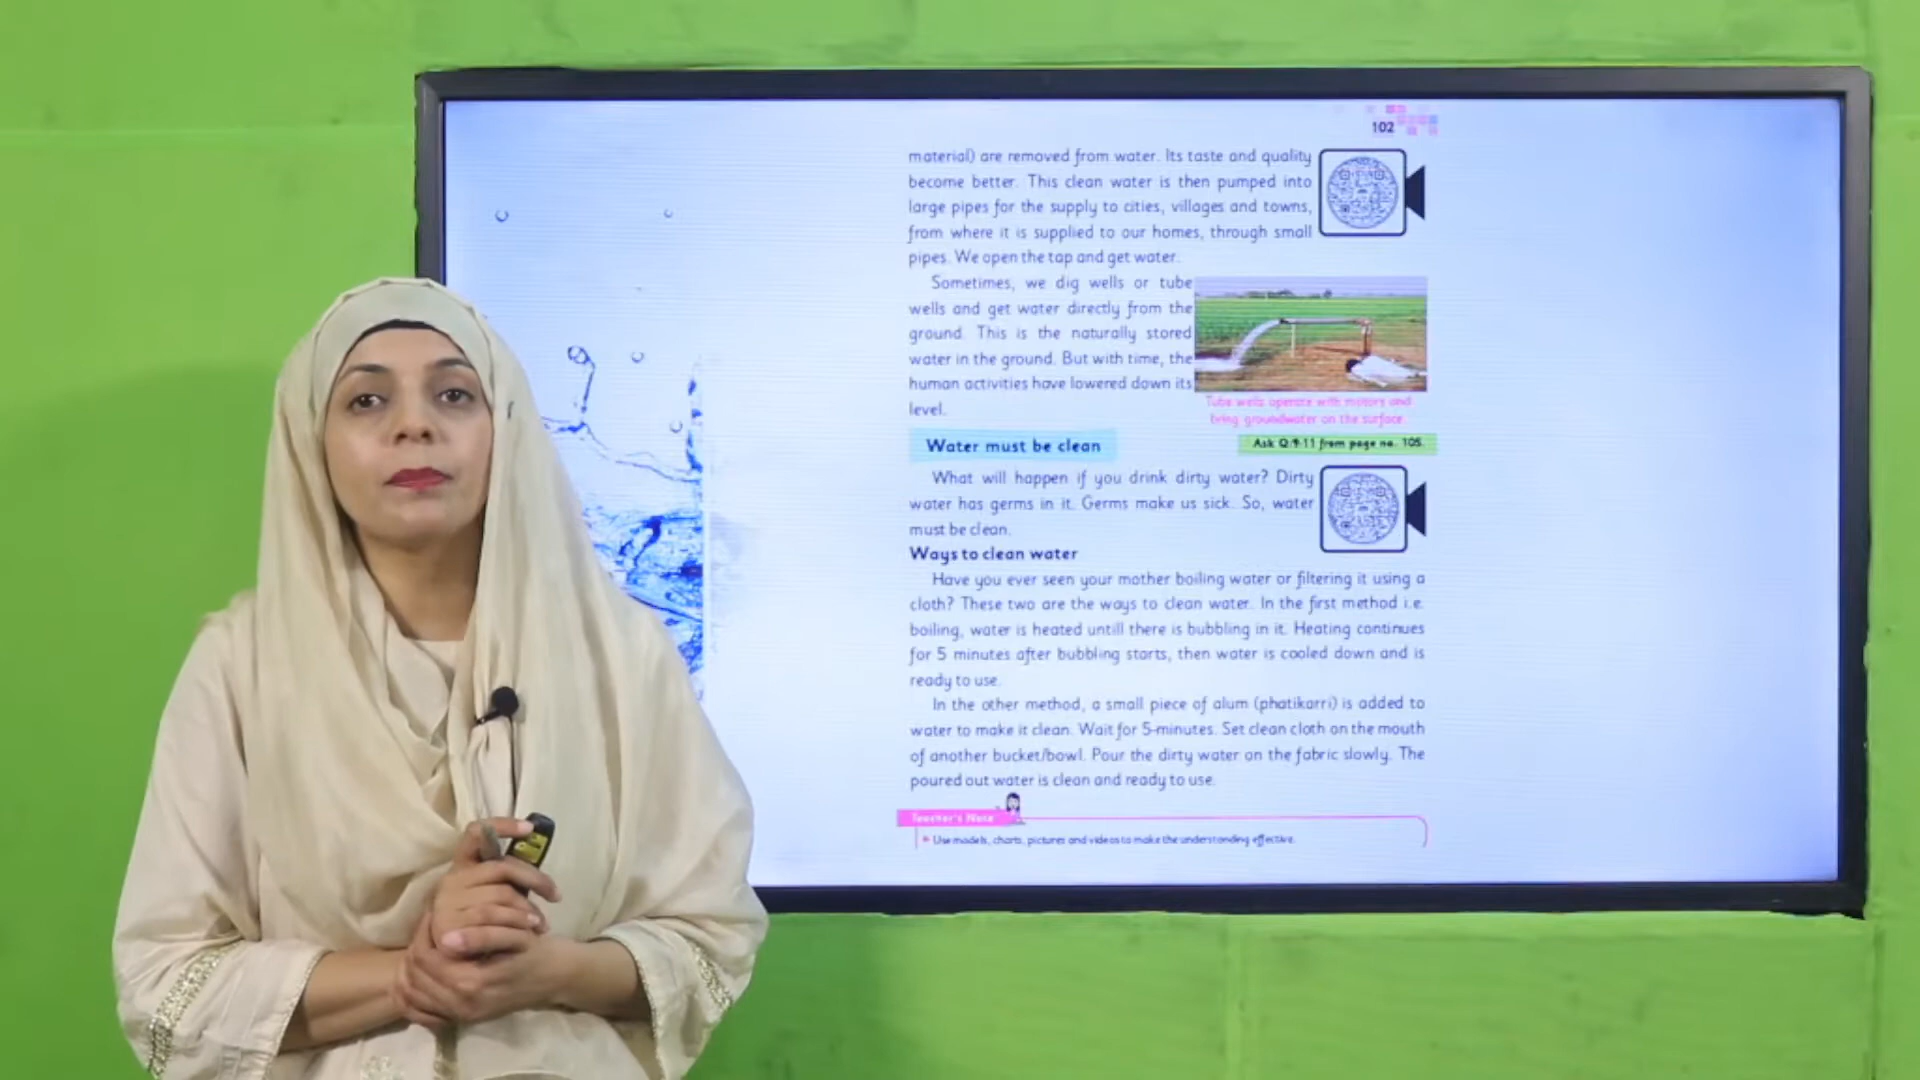 102
material) are removed from water. Its taste and quality
become better. This clean water is then pumped into
large pipes for the supply to cities, villages and towns,
from where it is supplied to our homes, through small
pipes. We open the tap and get water.
Sometimes, we dig wells or tube
wells and get water directly from the
ground. This is the naturally stored
water in the ground. But with time, the
human activities have lowered down its
level.
Tube wells operate with motors and
bring groundwater on the surface.
Water must be clean
Ask Q:9-11 from page no. 105.
What will happen if you drink dirty water? Dirty
water has germs in it. Germs make us sick. So, water
must be clean.
Ways to clean water
Have you ever seen your mother boiling water or filtering it using a
cloth? These two are the ways to clean water. In the first method i.e.
boiling, water is heated untill there is bubbling in it. Heating continues
for 5 minutes after bubbling starts, then water is cooled down and is
ready to use.
In the other method, a small piece of alum (phatikarri) is added to
water to make it clean. Wait for 5-minutes. Set clean cloth on the mouth
of another bucket/bowl. Pour the dirty water on the fabric slowly. The
poured out water is clean and ready to use.
Teacher's Note
Use models, charts, pictures and videos to make the understanding effective.